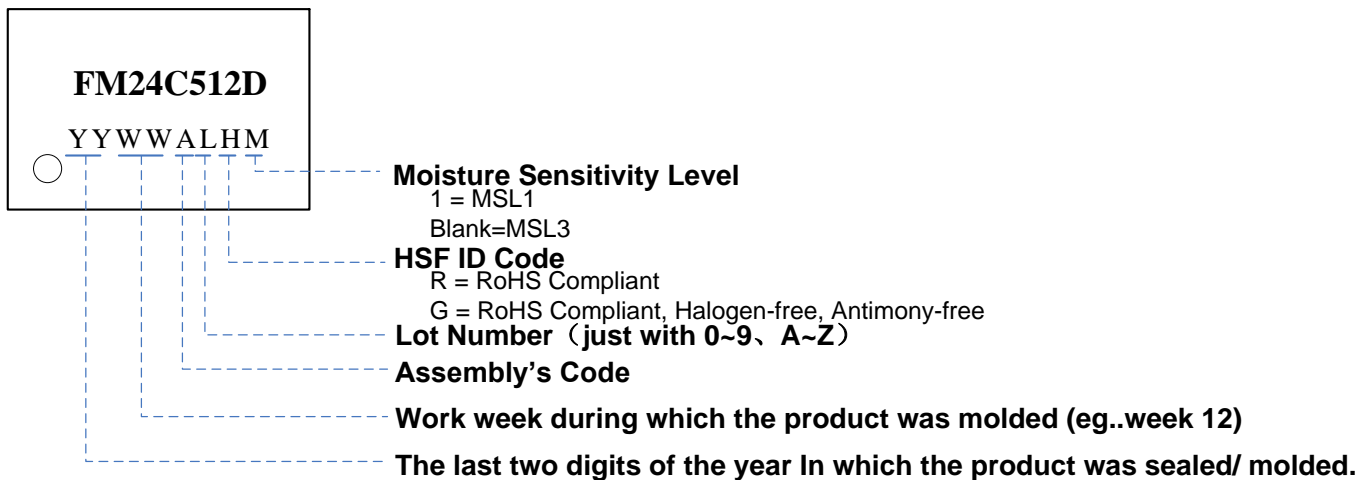 FM24C512D
YYWWALHM
Moisture Sensitivity Level
1 = MSL1
Blank=MSL3
HSF ID Code
R = RoHS Compliant
G = RoHS Compliant, Halogen-free, Antimony-free
Lot Number（just with 0~9、A~Z）
Assembly’s Code
Work week during which the product was molded (eg..week 12)
The last two digits of the year In which the product was sealed/ molded.